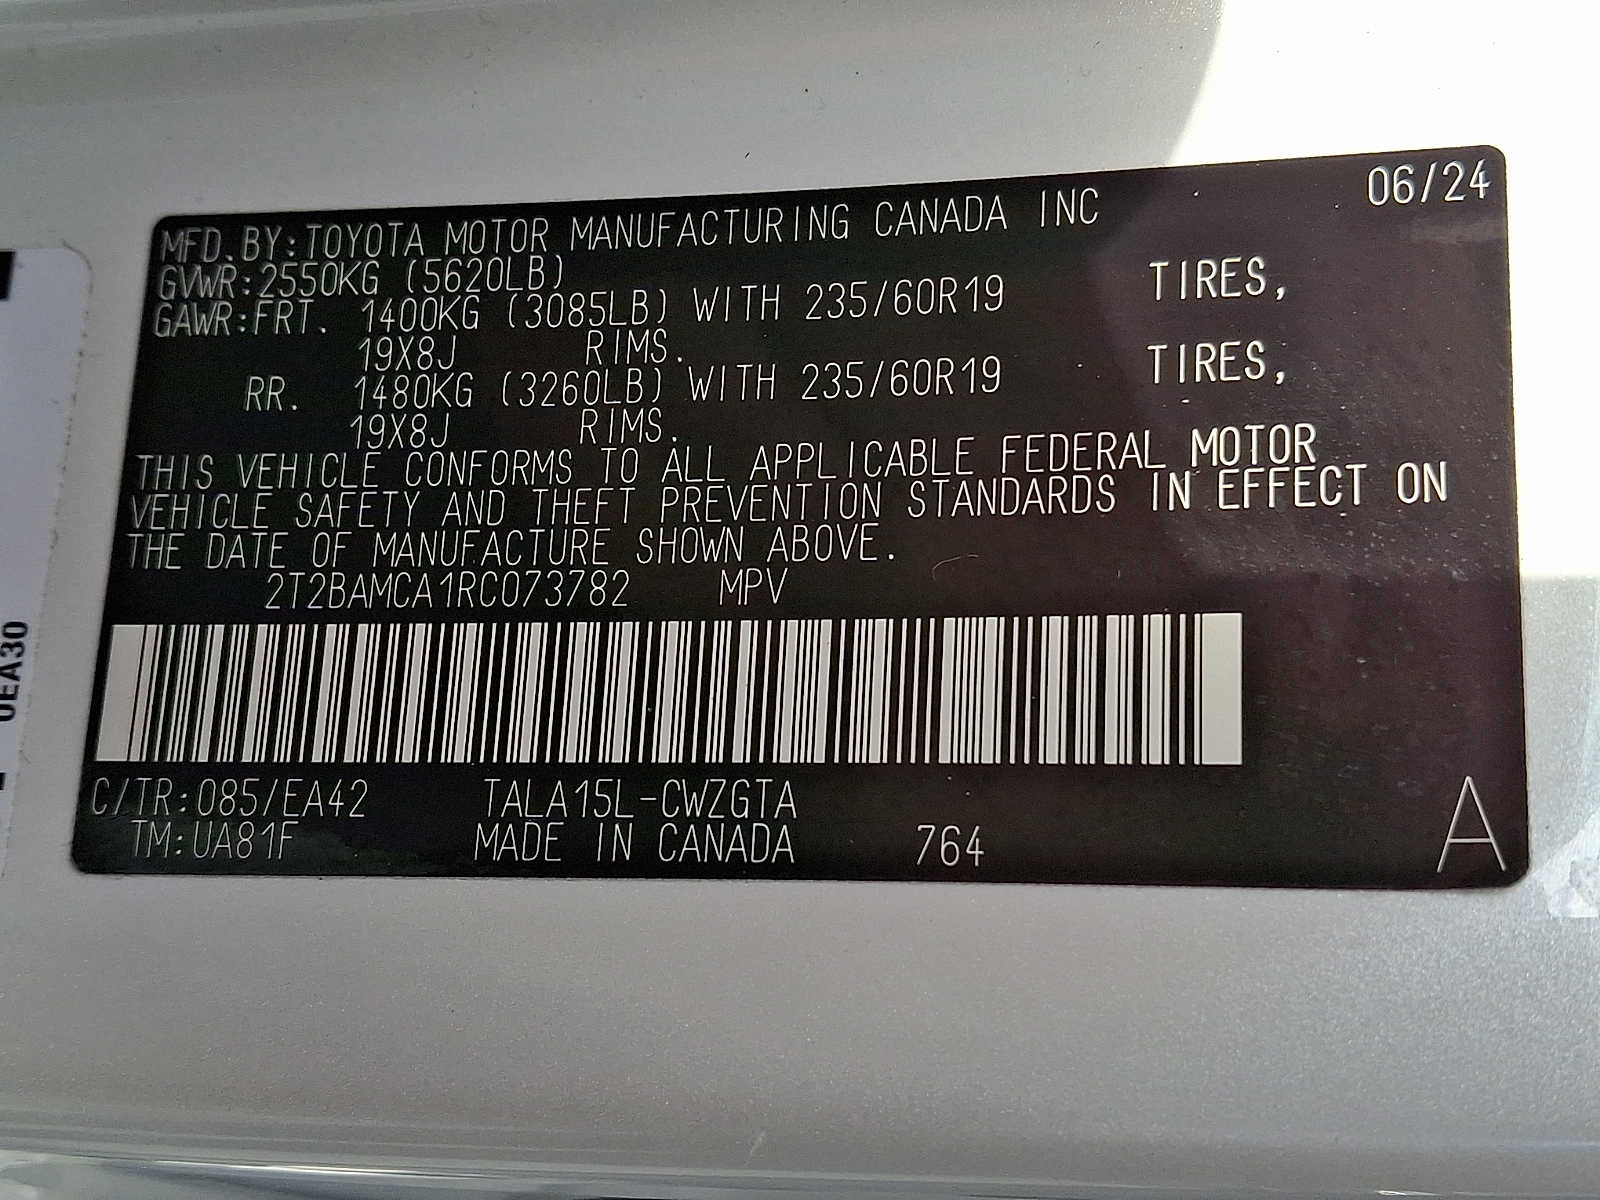 06/24
MFD.BY:TOYOTA MOTOR MANUFACTURING CANADA INC
GVWR:2550KG (5620LB)
GAWR:FRT. 1400KG (3085LB) WITH 235/60R19 TIRES,
19X8J RIMS.
RR. 1480KG (3260LB) WITH 235/60R19 TIRES,
19X8J RIMS.
THIS VEHICLE CONFORMS TO ALL APPLICABLE FEDERAL MOTOR
VEHICLE SAFETY AND THEFT PREVENTION STANDARDS IN EFFECT ON
THE DATE OF MANUFACTURE SHOWN ABOVE.
2T2BAMCA1RC073782 MPV
C/TR:085/EA42 TALA15L-CWZGTA
TM:UA81F MADE IN CANADA 764
A
0EA30